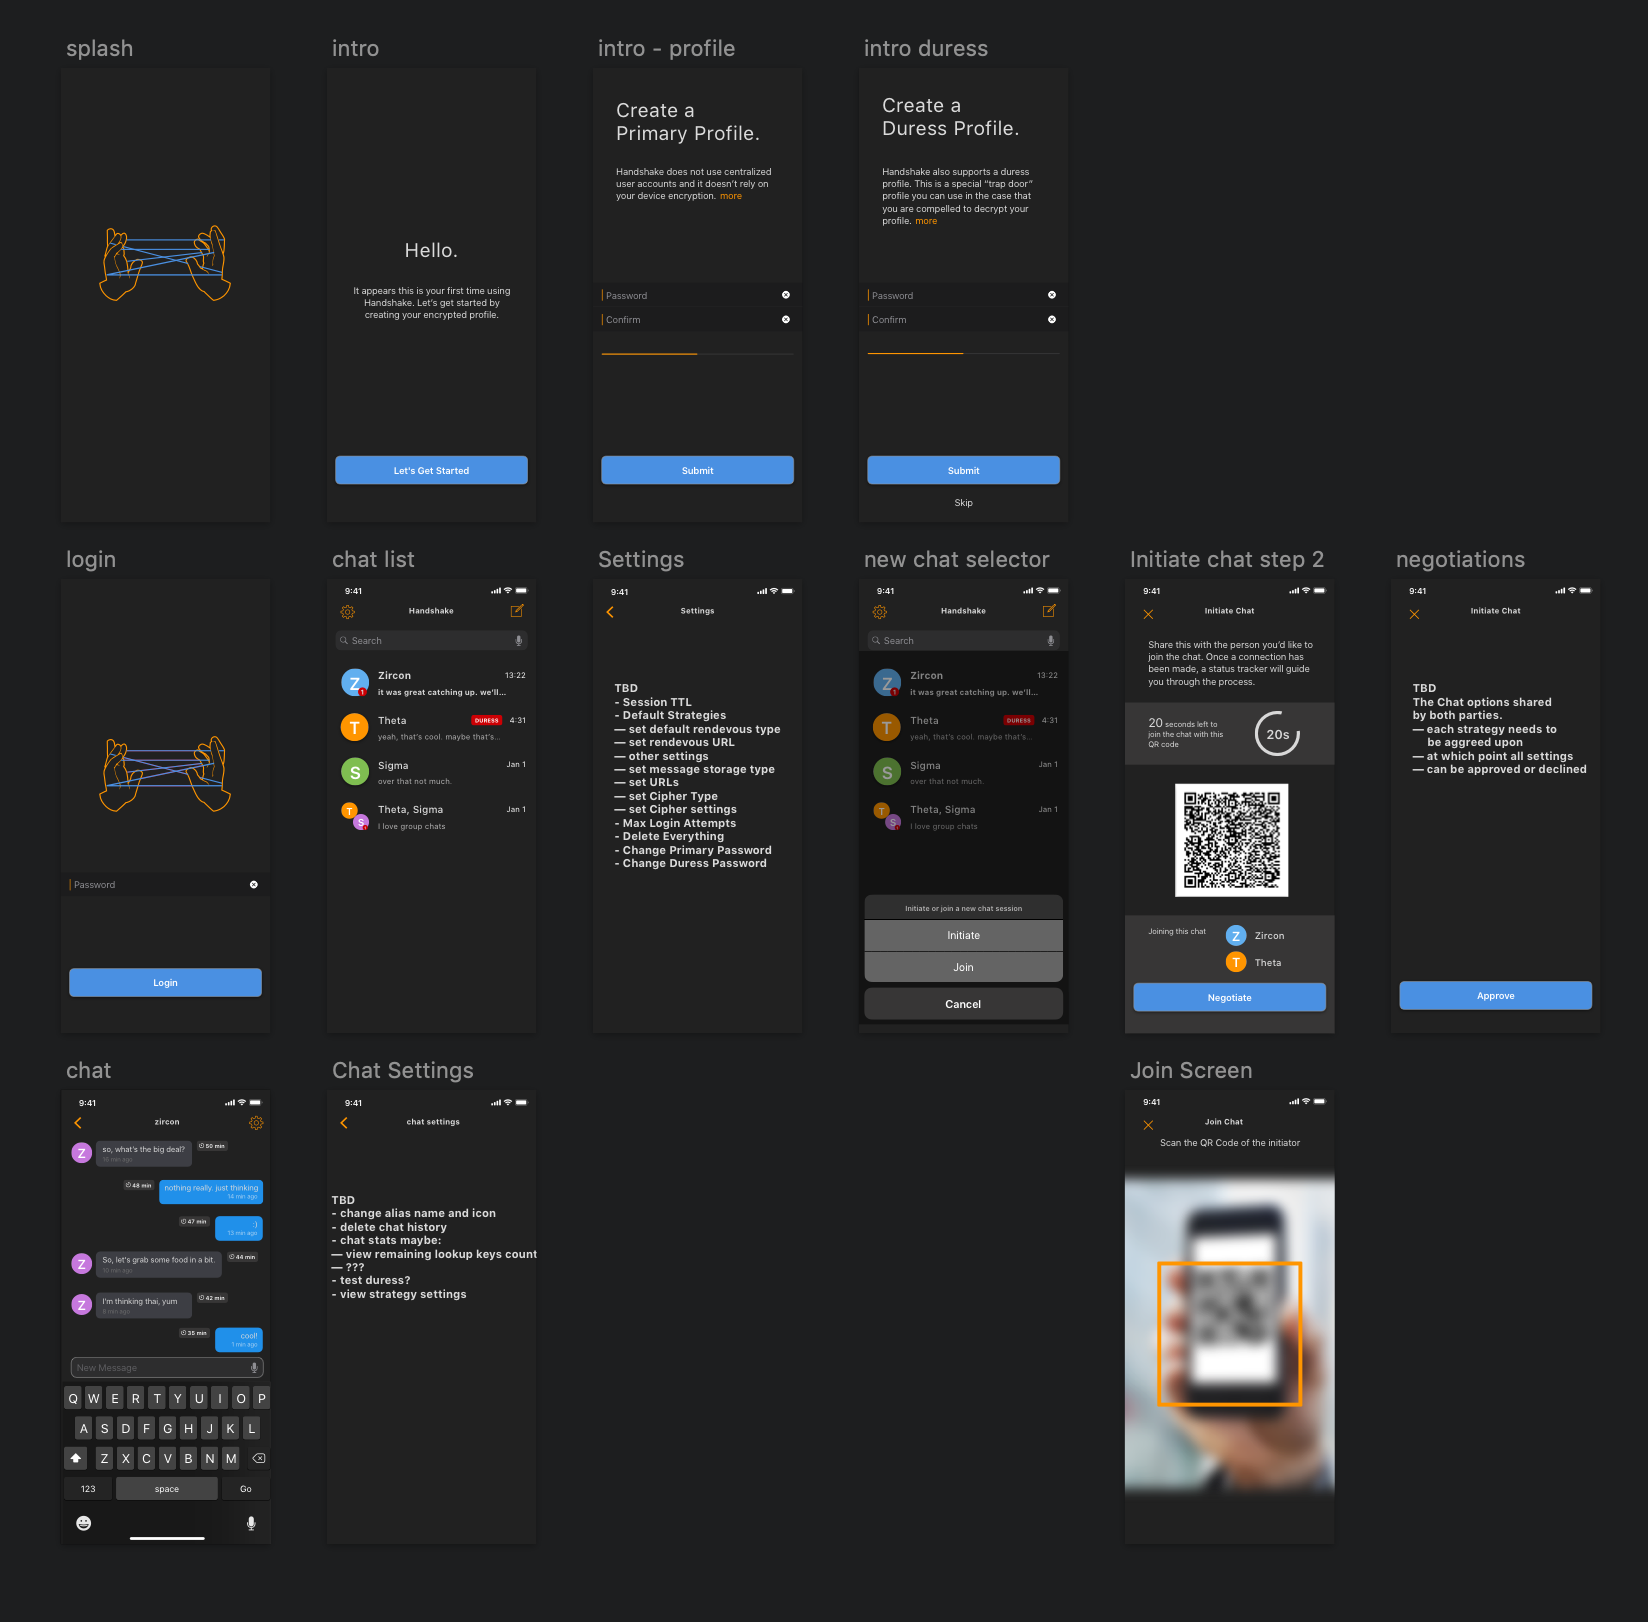 splash
intro
Hello.
It appears this is your first time using
Handshake. Let's get started by
creating your encrypted profile.
Let's Get Started
intro - profile
Create a
Primary Profile.
Handshake does not use centralized
user accounts and it doesn't rely on
your device encryption. more
Password
Confirm
Submit
intro duress
Create a
Duress Profile.
Handshake also supports a duress
profile. This is a special "trap door"
profile you can use in the case that
you are compelled to decrypt your
profile. more
Password
Confirm
Submit
Skip
login
Password
Login
chat list
9:41
Handshake
Search
Z
1
Zircon
13:22
it was great catching up. we'll...
T
Theta
DURESS
4:31
yeah, that's cool. maybe that's...
S
Sigma
Jan 1
over that not much.
T
S
Theta, Sigma
Jan 1
I love group chats
Settings
9:41
Settings
TBD
- Session TTL
- Default Strategies
— set default rendevous type
— set rendevous URL
— other settings
— set message storage type
— set URLs
— set Cipher Type
— set Cipher settings
- Max Login Attempts
- Delete Everything
- Change Primary Password
- Change Duress Password
new chat selector
9:41
Handshake
Search
Z
1
Zircon
13:22
it was great catching up. we'll...
T
Theta
DURESS
4:31
yeah, that's cool. maybe that's...
S
Sigma
Jan 1
over that not much.
T
S
Theta, Sigma
Jan 1
I love group chats
Initiate or join a new chat session
Initiate
Join
Cancel
Initiate chat step 2
9:41
Initiate Chat
Share this with the person you'd like to
join the chat. Once a connection has
been made, a status tracker will guide
you through the process.
20 seconds left to
join the chat with this
QR code
20s
Joining this chat
Z Zircon
T Theta
Negotiate
negotiations
9:41
Initiate Chat
TBD
The Chat options shared
by both parties.
— each strategy needs to
be aggreed upon
— at which point all settings
— can be approved or declined
Approve
chat
9:41
zircon
Z
so, what's the big deal?
50 min
48 min
nothing really. just thinking
14 min ago
47 min
:)
13 min ago
Z
So, let's grab some food in a bit.
44 min
Z
I'm thinking thai, yum
42 min
35 min
cool!
1 min ago
New Message
Q W E R T Y U I O P
A S D F G H J K L
Z X C V B N M
123
space
Go
Chat Settings
9:41
chat settings
TBD
- change alias name and icon
- delete chat history
- chat stats maybe:
— view remaining lookup keys count
— ???
- test duress?
- view strategy settings
Join Screen
9:41
Join Chat
Scan the QR Code of the initiator